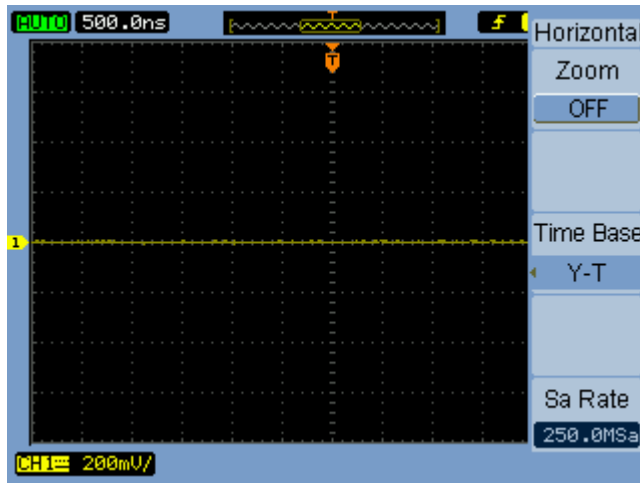 AUTO 500.0ns
T
Horizontal
Zoom
OFF
1
Time Base
Y-T
Sa Rate
250.0MSa
CH1 200mV/